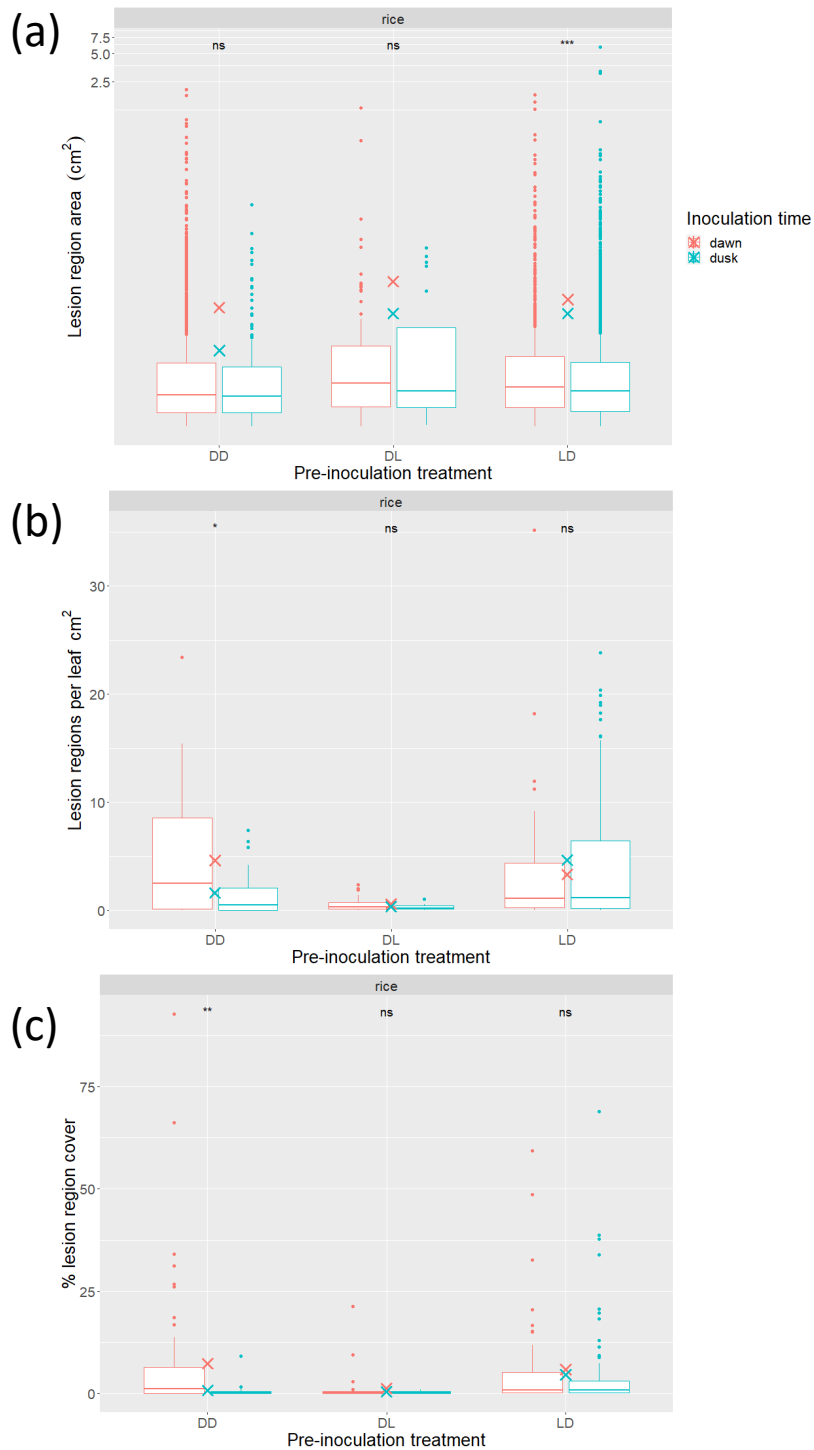 (a)
rice
7.5
5.0
2.5
ns
ns
***
Lesion region area (cm²)
DD
DL
LD
Pre-inoculation treatment
Inoculation time
dawn
dusk
(b)
rice
*
ns
ns
30
20
10
0
Lesion regions per leaf cm²
DD
DL
LD
Pre-inoculation treatment
(c)
rice
**
ns
ns
75
50
25
0
% lesion region cover
DD
DL
LD
Pre-inoculation treatment